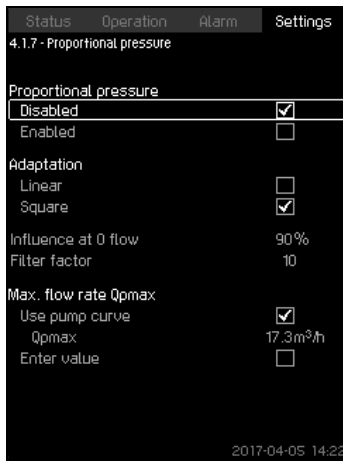 Status Operation Alarm Settings
4.1.7 - Proportional pressure
Proportional pressure
Disabled
Enabled
Adaptation
Linear
Square
Influence at 0 flow 90%
Filter factor 10
Max. flow rate Qpmax
Use pump curve
Qpmax 17.3m³/h
Enter value
2017-04-05 14:22